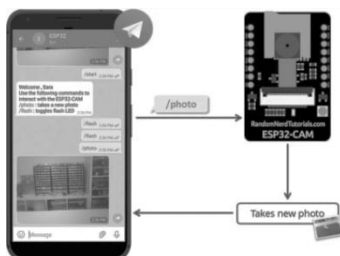 ESP32
bot
/start
Welcome , Sara
Use the following commands to
interact with the ESP32-CAM
/photo : takes a new photo
/flash : toggles flash LED
/flash
/flash
/photo
Message
/photo
RandomNerdTutorials.com
ESP32-CAM
Takes new photo